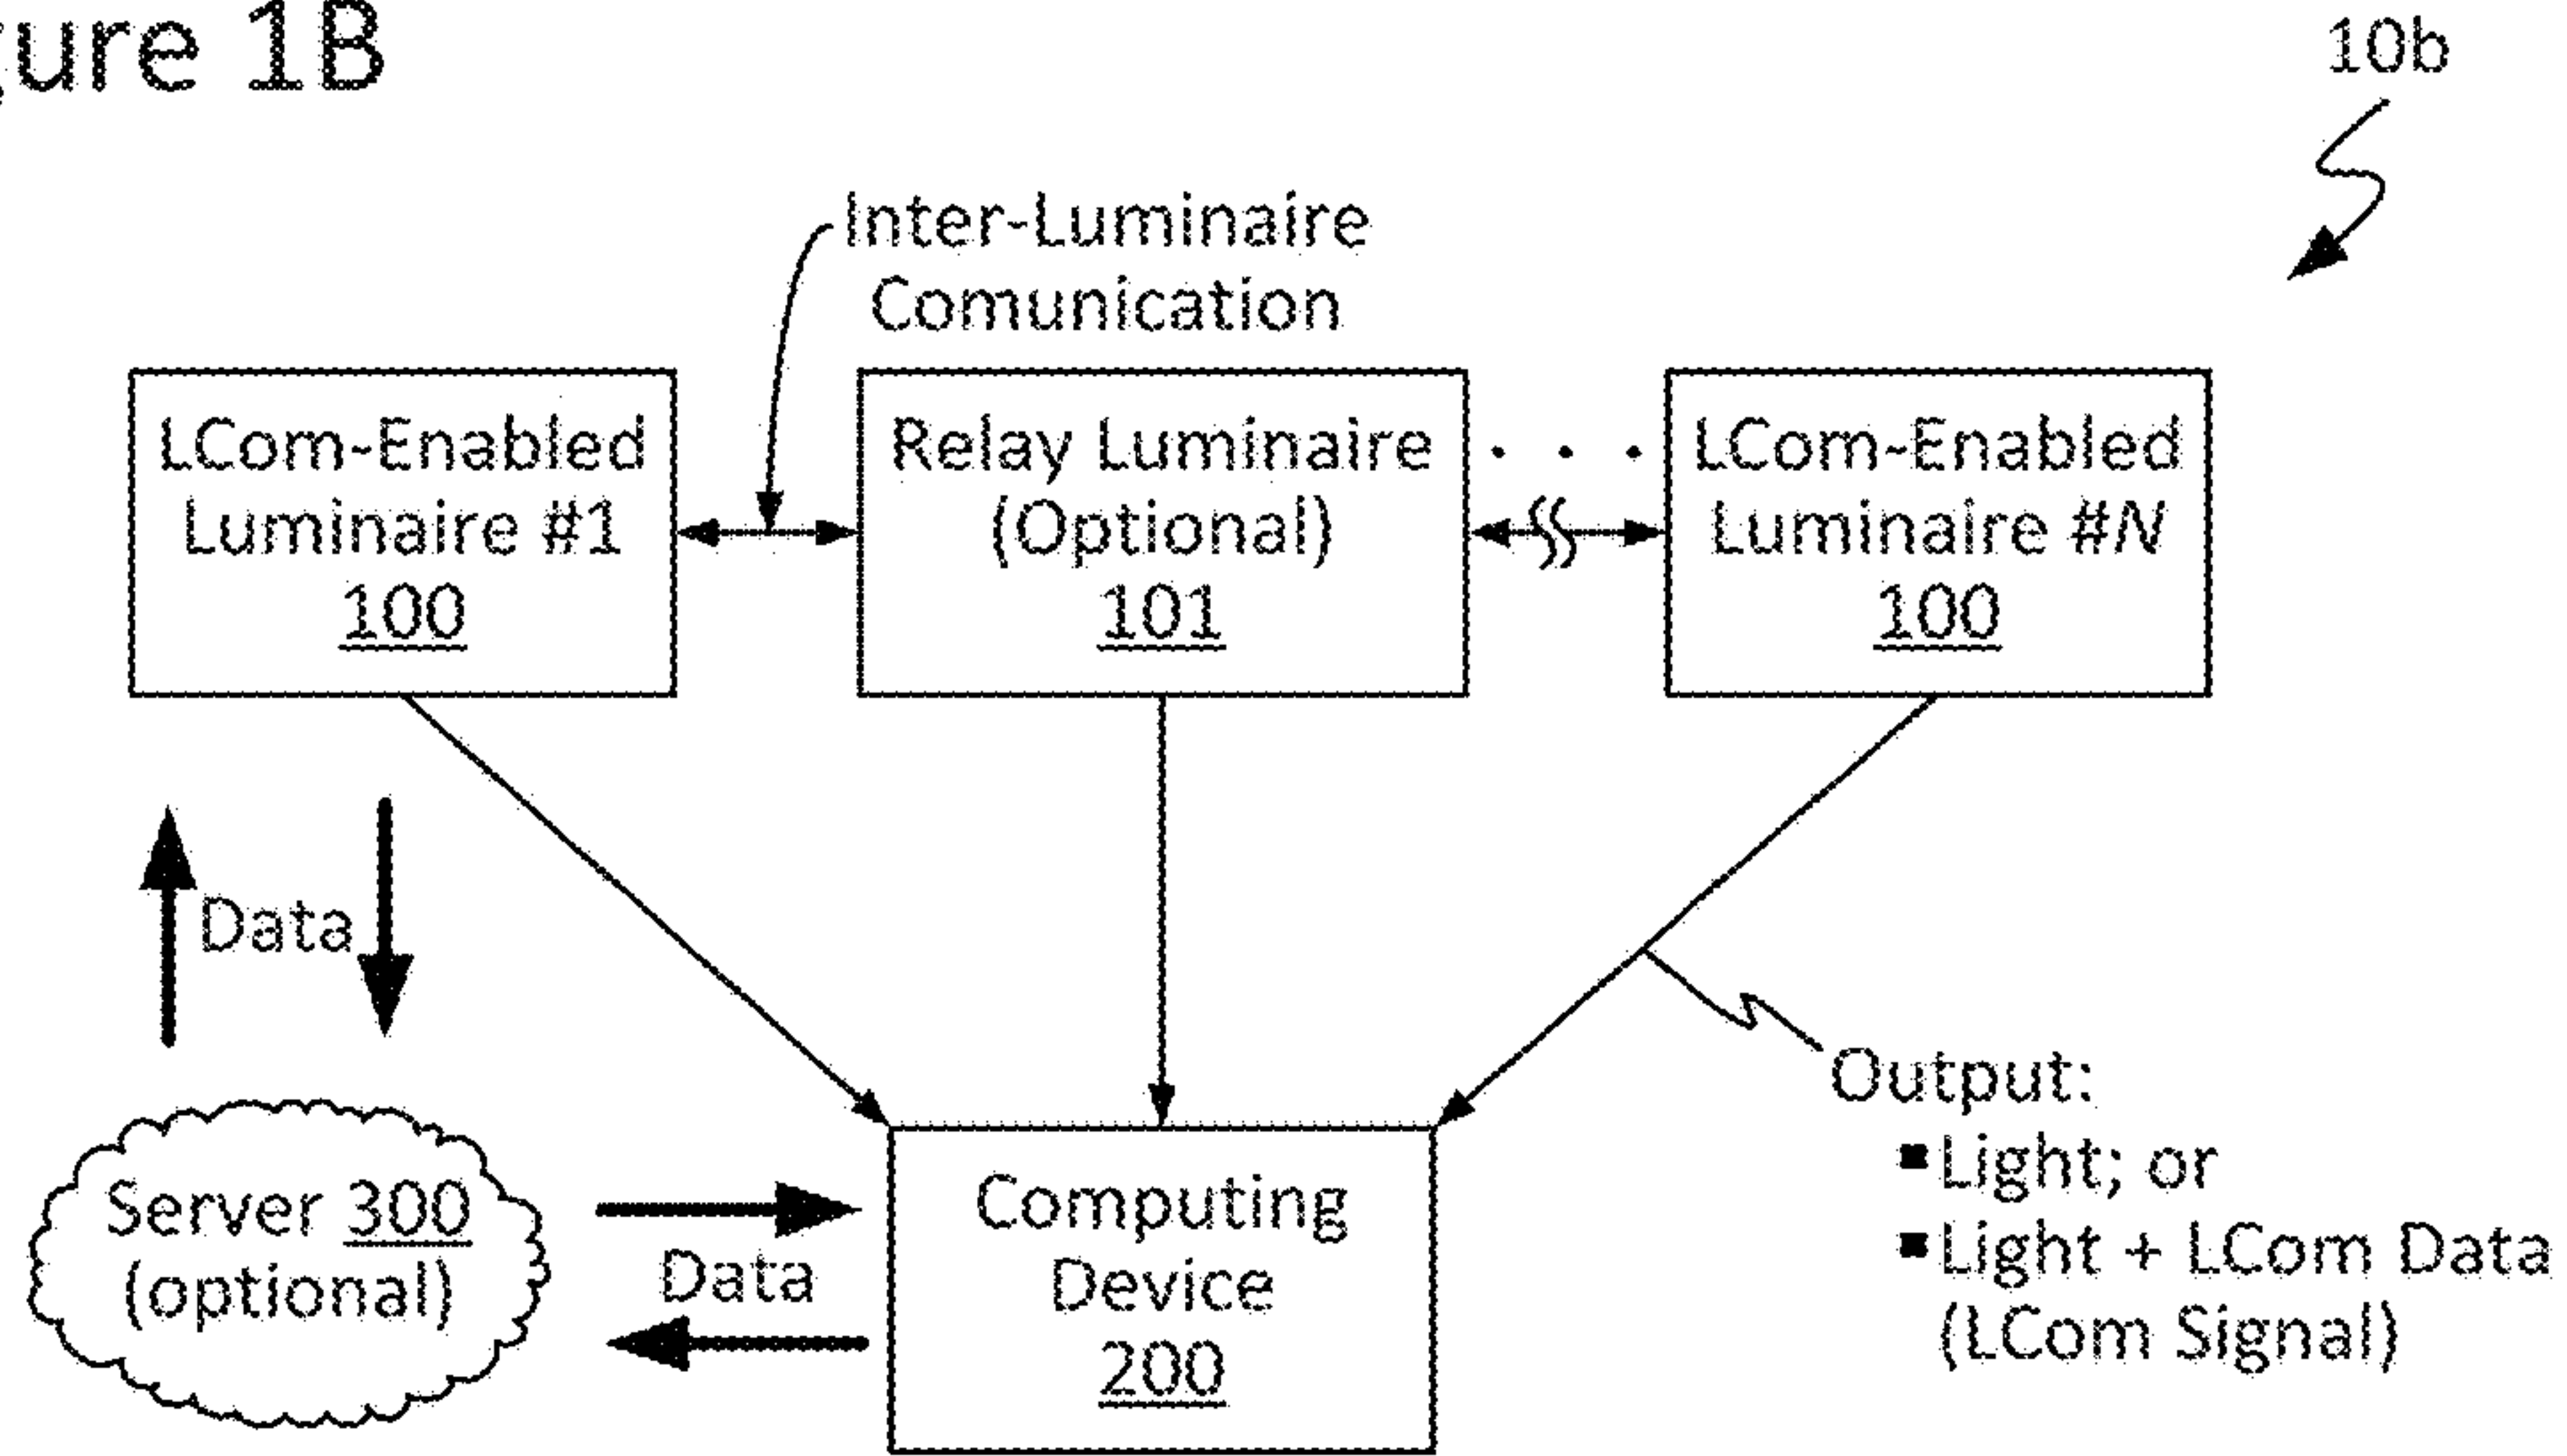 gure 1B
10b
Inter-Luminaire
Comunication
LCom-Enabled
Luminaire #1
100
Relay Luminaire
(Optional)
101
. . .
LCom-Enabled
Luminaire #N
100
Data
Output:
▪Light; or
▪Light + LCom Data
(LCom Signal)
Server 300
(optional)
Data
Computing
Device
200